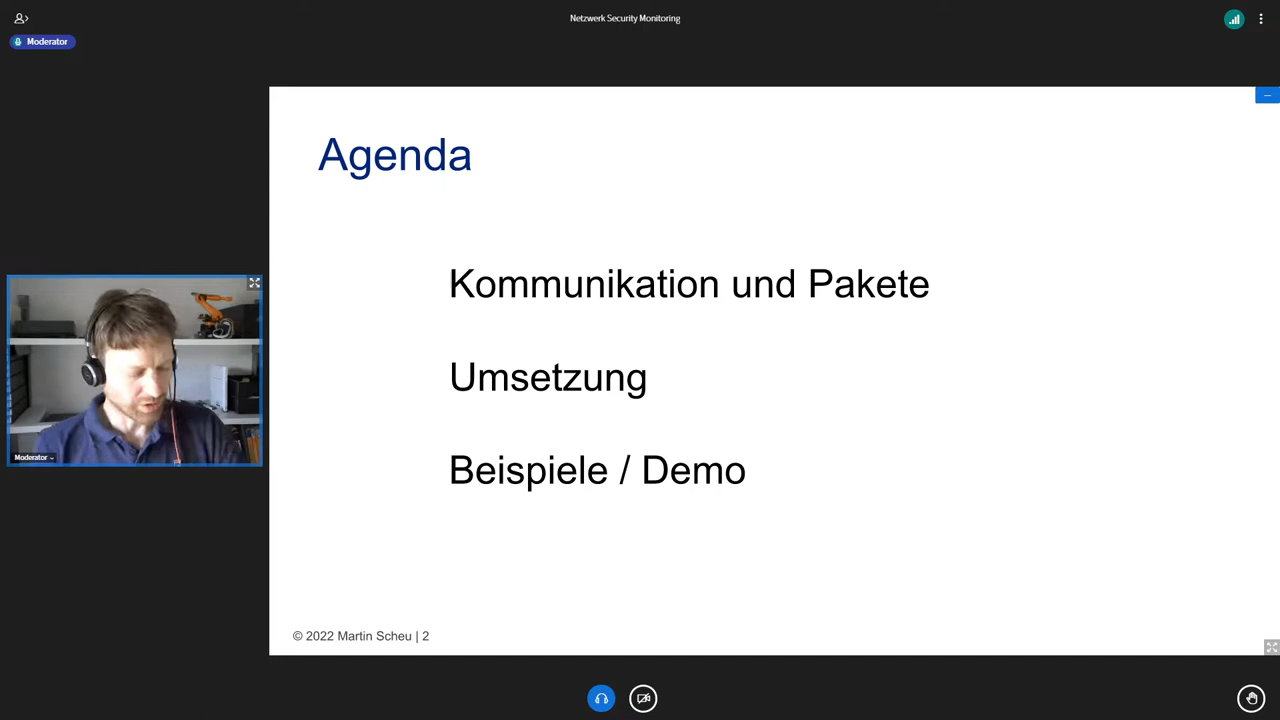 Netzwerk Security Monitoring
Moderator
Agenda
Kommunikation und Pakete
Umsetzung
Beispiele / Demo
Moderator
© 2022 Martin Scheu | 2